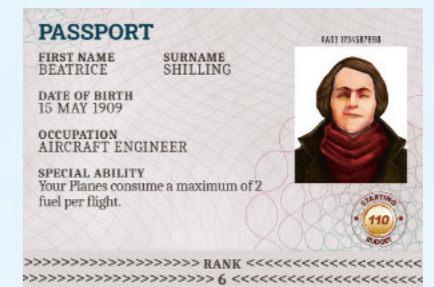 PASSPORT
FIRST NAME SURNAME
BEATRICE SHILLING
DATE OF BIRTH
15 MAY 1909
OCCUPATION
AIRCRAFT ENGINEER
SPECIAL ABILITY
Your Planes consume a maximum of 2
fuel per flight.
STARTING
110
BUDGET
>>>>>>>>>>>>>>>>>>> RANK <<<<<<<<<<<<<<<<<<<
>>>>>>>>>>>>>>>>>>>> 6 <<<<<<<<<<<<<<<<<<<<